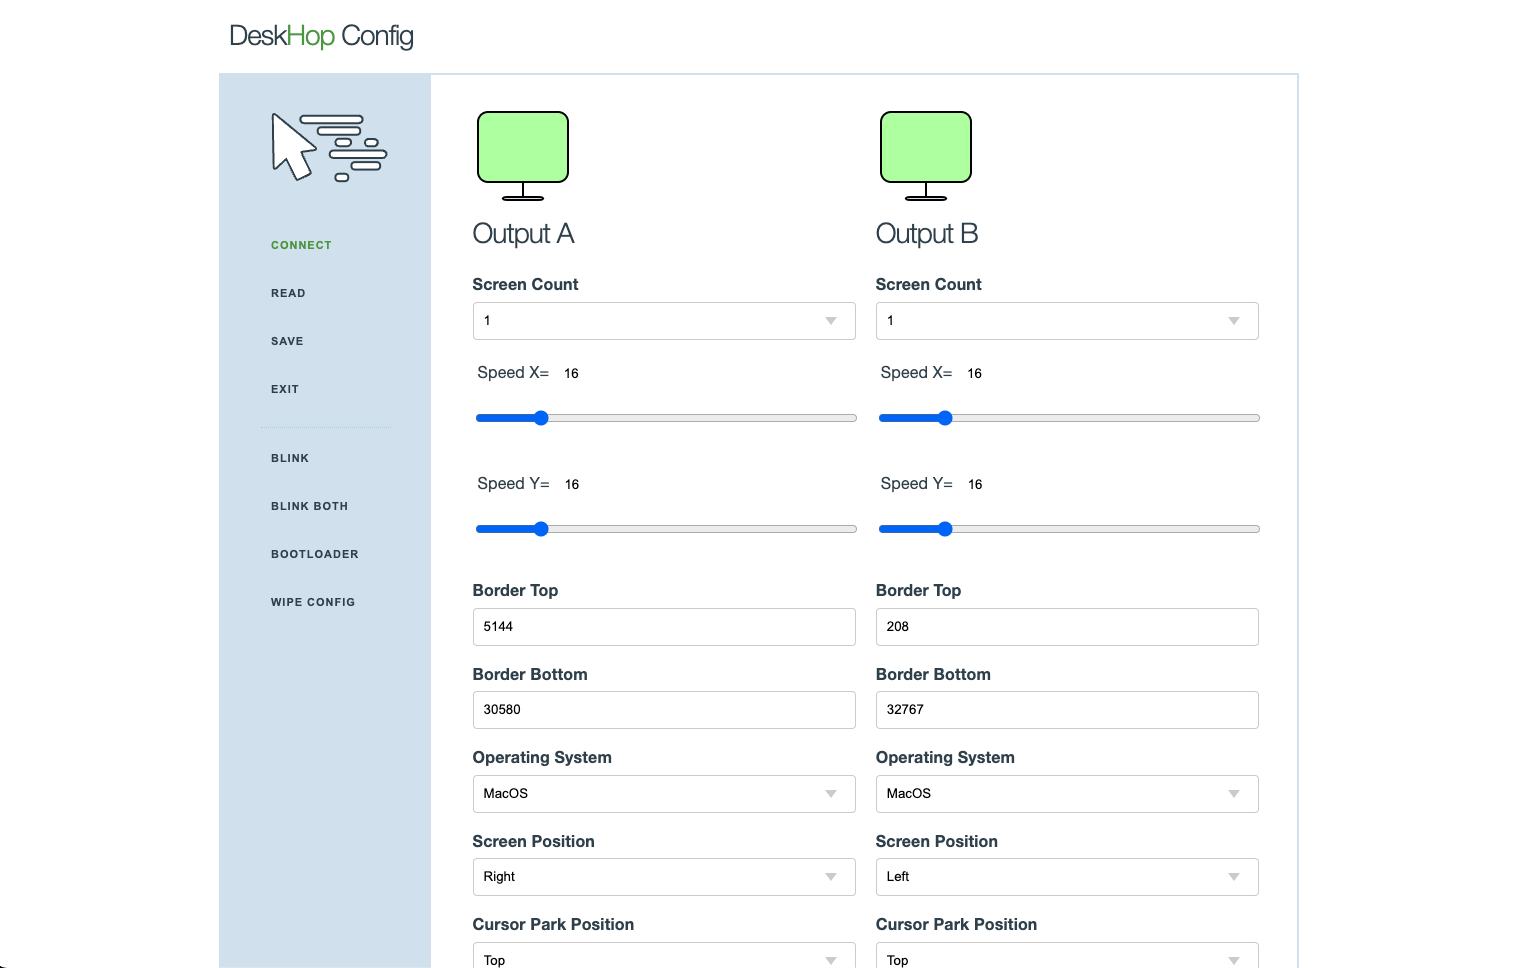 DeskHop Config
CONNECT
READ
SAVE
EXIT
BLINK
BLINK BOTH
BOOTLOADER
WIPE CONFIG
Output A
Screen Count
1
Speed X= 16
Speed Y= 16
Border Top
5144
Border Bottom
30580
Operating System
MacOS
Screen Position
Right
Cursor Park Position
Top
Output B
Screen Count
1
Speed X= 16
Speed Y= 16
Border Top
208
Border Bottom
32767
Operating System
MacOS
Screen Position
Left
Cursor Park Position
Top